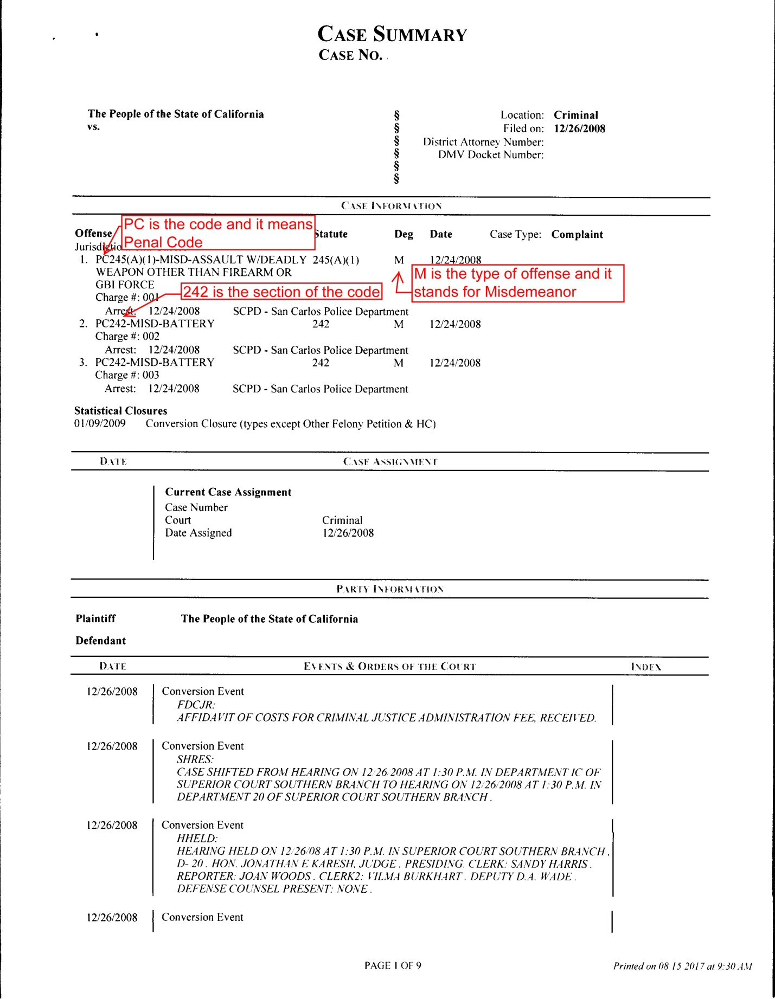 CASE SUMMARY
CASE NO.
The People of the State of California
vs.
§
§
§
§
§
§
Location: Criminal
Filed on: 12/26/2008
District Attorney Number:
DMV Docket Number:
CASE INFORMATION
PC is the code and it means
Penal Code
Offense Statute Deg Date Case Type: Complaint
1. PC245(A)(1)-MISD-ASSAULT W/DEADLY 245(A)(1) M 12/24/2008
WEAPON OTHER THAN FIREARM OR
GBI FORCE
M is the type of offense and it
stands for Misdemeanor
242 is the section of the code
Charge #: 001
Arrest: 12/24/2008 SCPD - San Carlos Police Department
2. PC242-MISD-BATTERY 242 M 12/24/2008
Charge #: 002
Arrest: 12/24/2008 SCPD - San Carlos Police Department
3. PC242-MISD-BATTERY 242 M 12/24/2008
Charge #: 003
Arrest: 12/24/2008 SCPD - San Carlos Police Department
Statistical Closures
01/09/2009 Conversion Closure (types except Other Felony Petition & HC)
DATE CASE ASSIGNMENT
Current Case Assignment
Case Number
Court Criminal
Date Assigned 12/26/2008
PARTY INFORMATION
Plaintiff The People of the State of California
Defendant
DATE EVENTS & ORDERS OF THE COURT INDEX
12/26/2008 Conversion Event
FDCJR:
AFFIDAVIT OF COSTS FOR CRIMINAL JUSTICE ADMINISTRATION FEE, RECEIVED.
12/26/2008 Conversion Event
SHRES:
CASE SHIFTED FROM HEARING ON 12/26/2008 AT 1:30 P.M. IN DEPARTMENT IC OF
SUPERIOR COURT SOUTHERN BRANCH TO HEARING ON 12/26/2008 AT 1:30 P.M. IN
DEPARTMENT 20 OF SUPERIOR COURT SOUTHERN BRANCH .
12/26/2008 Conversion Event
HHELD:
HEARING HELD ON 12/26/08 AT 1:30 P.M. IN SUPERIOR COURT SOUTHERN BRANCH ,
D- 20 . HON. JONATHAN E KARESH, JUDGE , PRESIDING. CLERK: SANDY HARRIS .
REPORTER: JOAN WOODS . CLERK2: VILMA BURKHART . DEPUTY D.A. WADE .
DEFENSE COUNSEL PRESENT: NONE .
12/26/2008 Conversion Event
PAGE 1 OF 9
Printed on 08 15 2017 at 9:30 AM